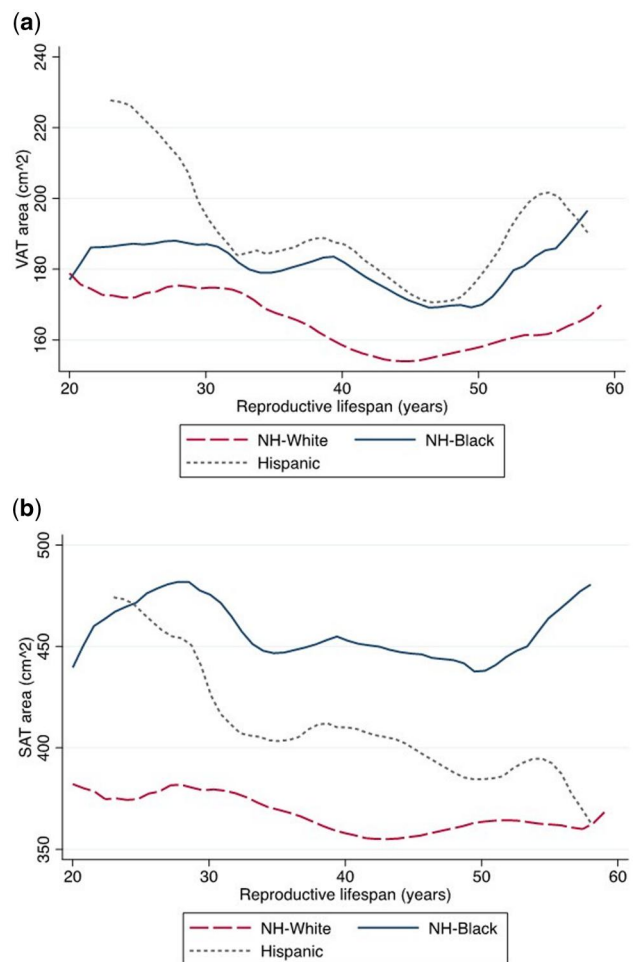 (a)
240
220
200
180
160
VAT area (cm^2)
20 30 40 50 60
Reproductive lifespan (years)
NH-White NH-Black
Hispanic
(b)
500
450
400
350
SAT area (cm^2)
20 30 40 50 60
Reproductive lifespan (years)
NH-White NH-Black
Hispanic